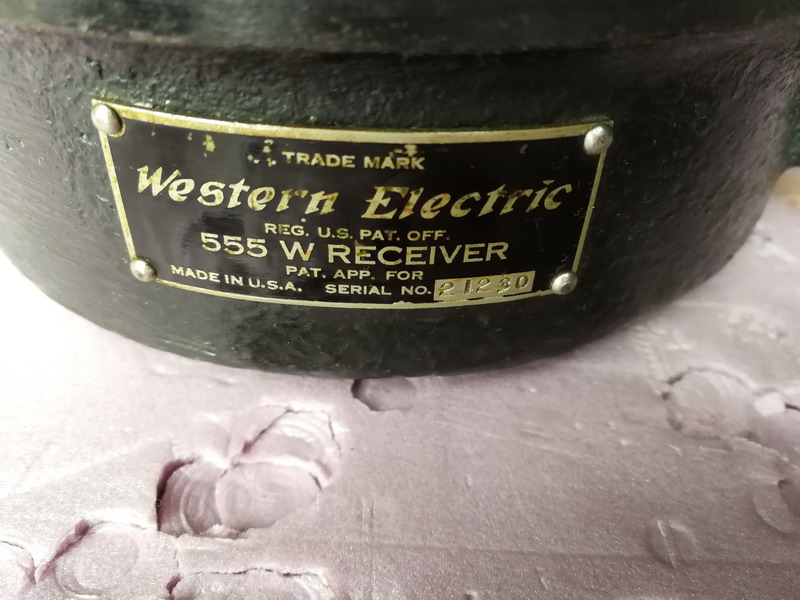 TRADE MARK
Western Electric
REG. U.S. PAT. OFF.
555 W RECEIVER
PAT. APP. FOR
MADE IN U.S.A. SERIAL NO. 21230